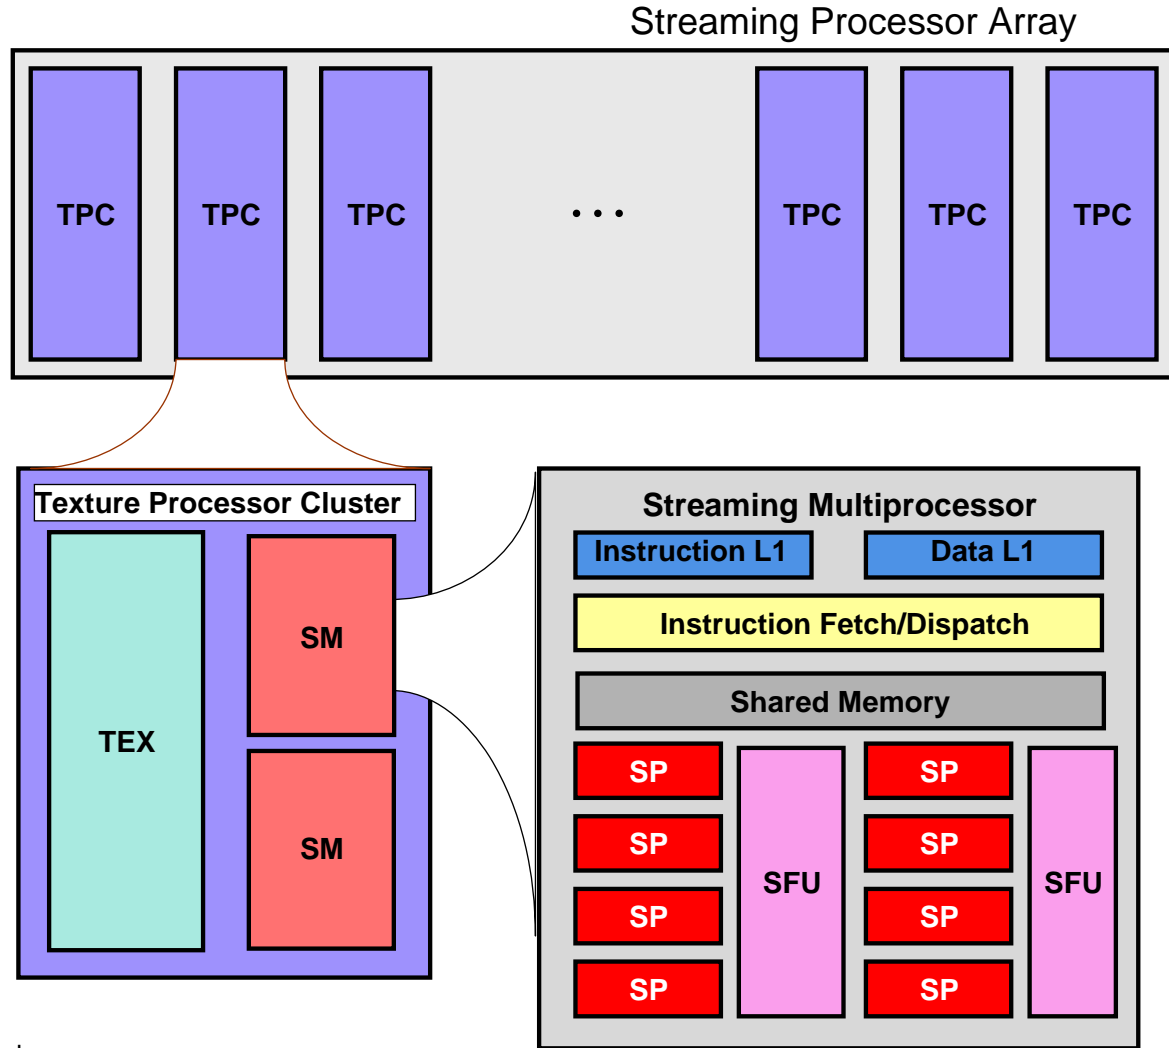 Streaming Processor Array
TPC TPC TPC ... TPC TPC TPC
Texture Processor Cluster
TEX
SM
SM
Streaming Multiprocessor
Instruction L1 Data L1
Instruction Fetch/Dispatch
Shared Memory
SP SP
SP SP
SFU SFU
SP SP
SP SP